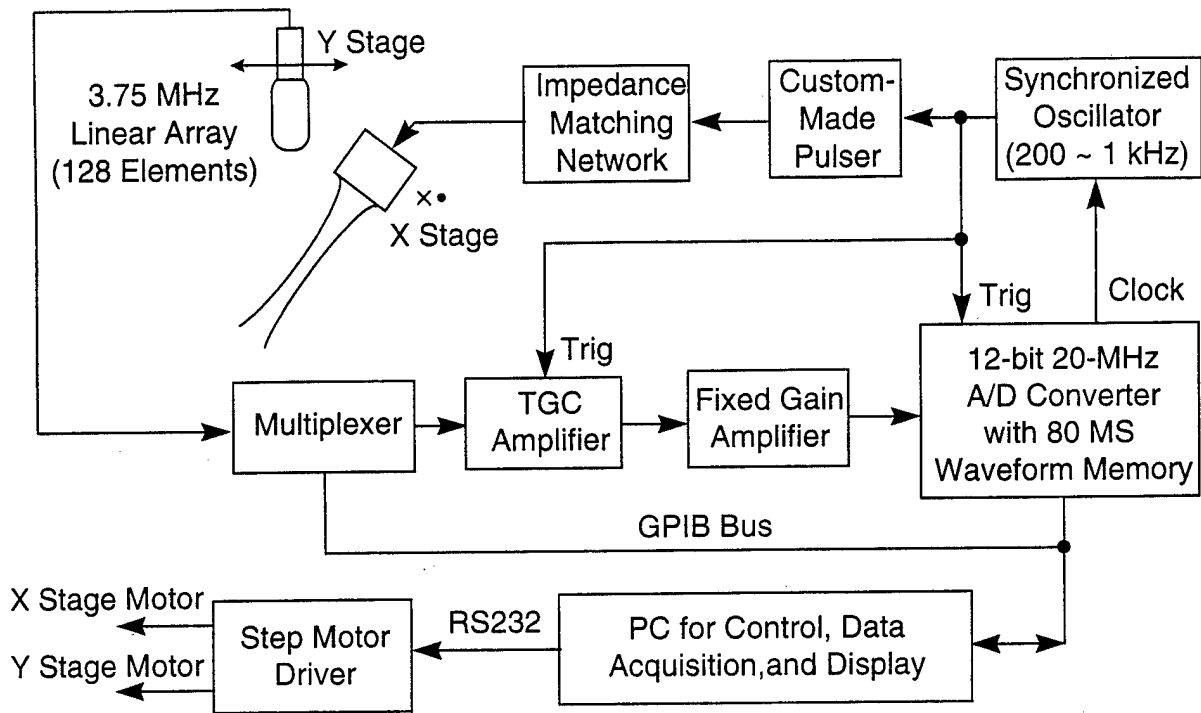 Y Stage
3.75 MHz
Linear Array
(128 Elements)
Impedance
Matching
Network
Custom-
Made
Pulser
Synchronized
Oscillator
(200 ~ 1 kHz)
X Stage
Trig
Trig
Clock
Multiplexer
TGC
Amplifier
Fixed Gain
Amplifier
12-bit 20-MHz
A/D Converter
with 80 MS
Waveform Memory
GPIB Bus
X Stage Motor
Y Stage Motor
Step Motor
Driver
RS232
PC for Control, Data
Acquisition,and Display